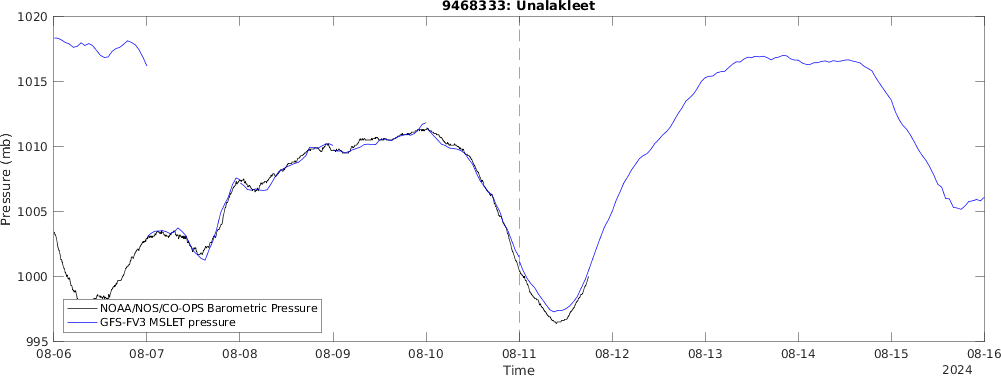 9468333: Unalakleet
1020
1015
1010
1005
1000
995
Pressure (mb)
NOAA/NOS/CO-OPS Barometric Pressure
GFS-FV3 MSLET pressure
08-06 08-07 08-08 08-09 08-10 08-11 08-12 08-13 08-14 08-15 08-16
Time
2024